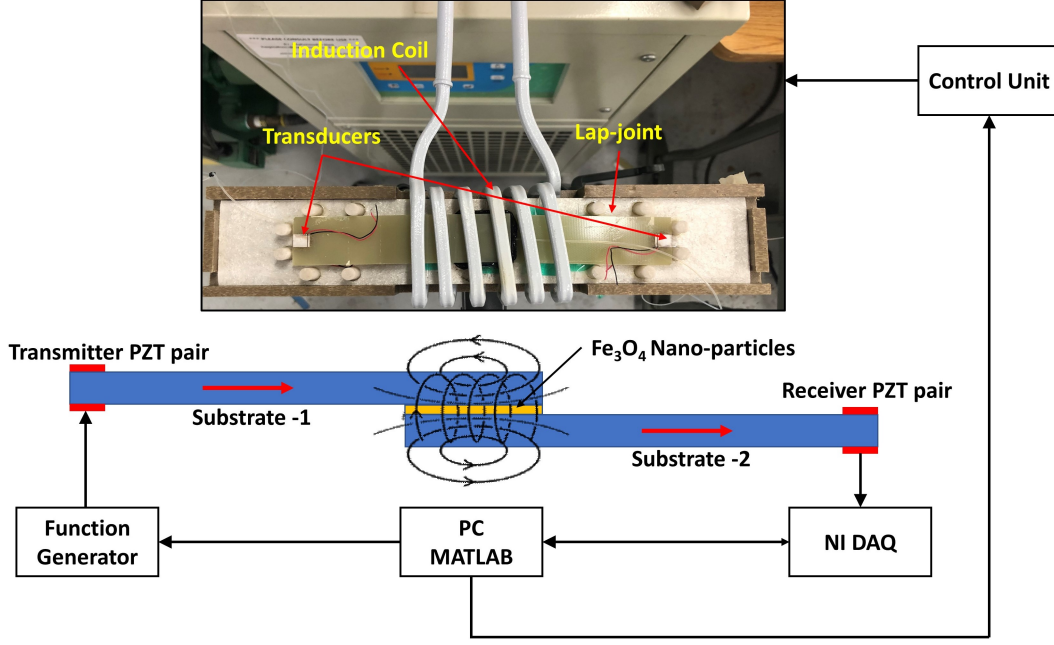 Induction Coil
Transducers
Lap-joint
Control Unit
Transmitter PZT pair
Fe₃O₄ Nano-particles
Receiver PZT pair
Substrate -1
Substrate -2
Function
Generator
PC
MATLAB
NI DAQ